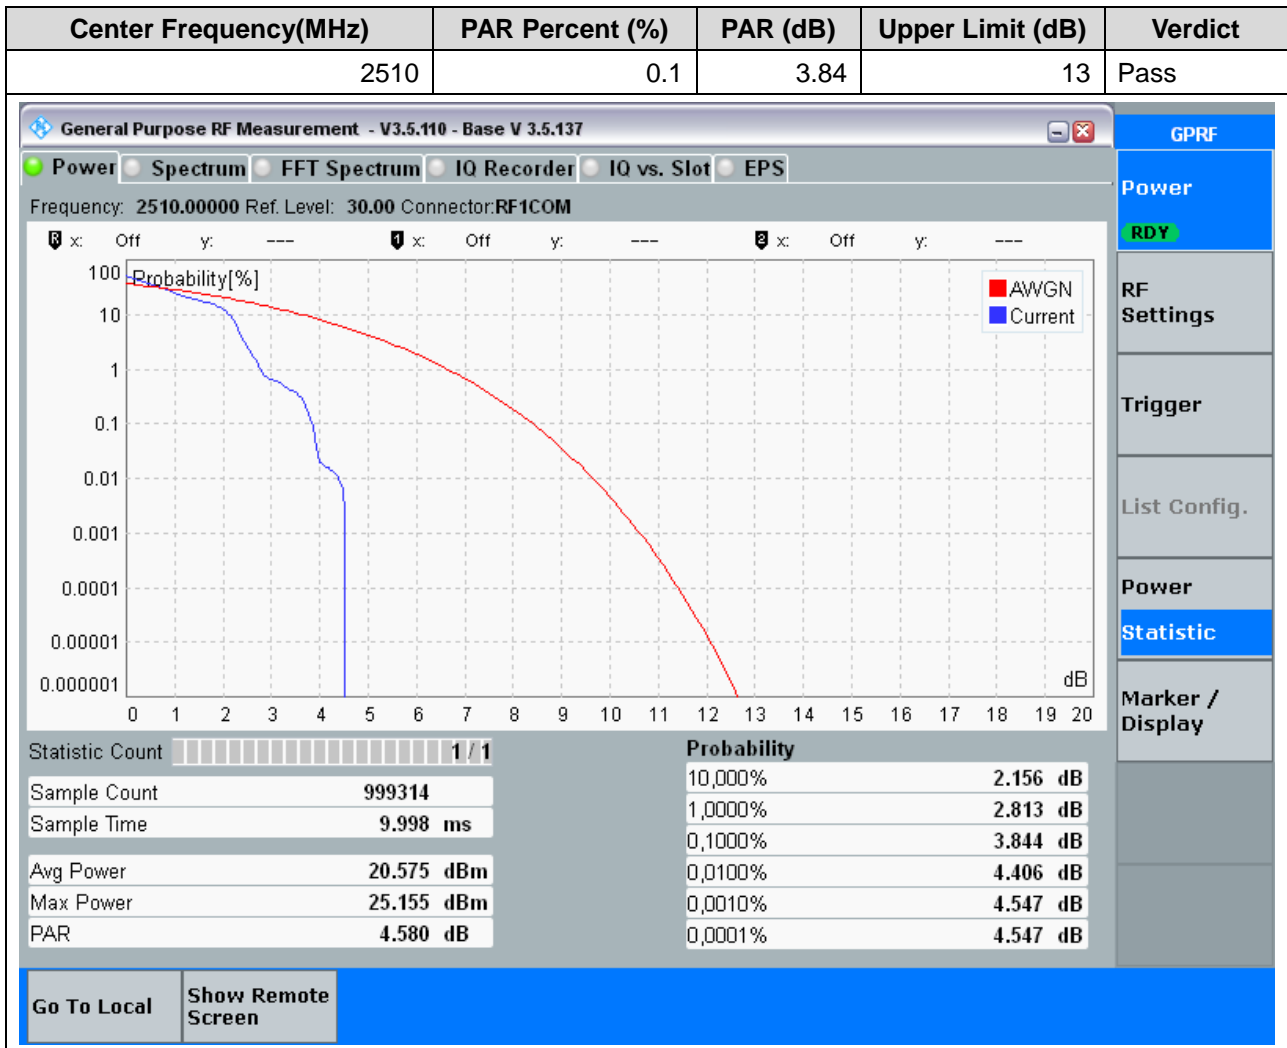 Center Frequency(MHz) PAR Percent (%) PAR (dB) Upper Limit (dB) Verdict
2510 0.1 3.84 13 Pass
General Purpose RF Measurement - V3.5.110 - Base V 3.5.137
GPRF
Power Spectrum FFT Spectrum IQ Recorder IQ vs. Slot EPS
Frequency: 2510.00000 Ref. Level: 30.00 Connector:RF1COM
R x: Off y: --- 1 x: Off y: --- 2 x: Off y: ---
Probability[%]
AWGN
Current
100
10
1
0.1
0.01
0.001
0.0001
0.00001
0.000001
dB
0 1 2 3 4 5 6 7 8 9 10 11 12 13 14 15 16 17 18 19 20
Statistic Count 1 / 1
Sample Count 999314
Sample Time 9.998 ms
Avg Power 20.575 dBm
Max Power 25.155 dBm
PAR 4.580 dB
Probability
10,000% 2.156 dB
1,0000% 2.813 dB
0,1000% 3.844 dB
0,0100% 4.406 dB
0,0010% 4.547 dB
0,0001% 4.547 dB
Power
RDY
RF
Settings
Trigger
List Config.
Power
Statistic
Marker /
Display
Go To Local
Show Remote
Screen